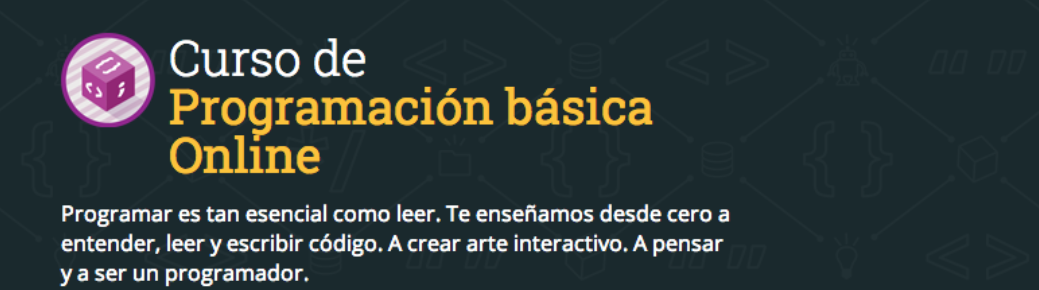 Curso de
Programación básica
Online
Programar es tan esencial como leer. Te enseñamos desde cero a
entender, leer y escribir código. A crear arte interactivo. A pensar
y a ser un programador.